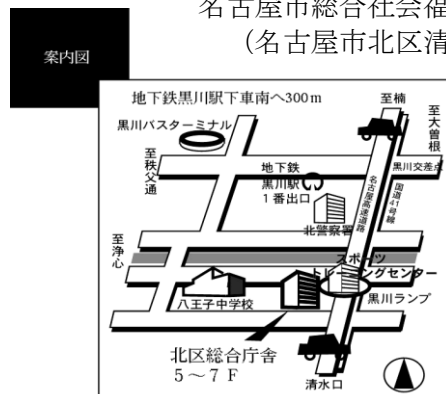 名古屋市総合社会福
(名古屋市北区清
案内図
地下鉄黒川駅下車南へ300m
至楠
至大曽根
黒川バスターミナル
至秩父通
地下鉄
黒川駅
1番出口
黒川交差点
名古屋高速道路
国道41号線
北警察署
至浄心
スポーツ
トレーニングセンター
八王子中学校
黒川ランプ
北区総合庁舎
5〜7F
清水口